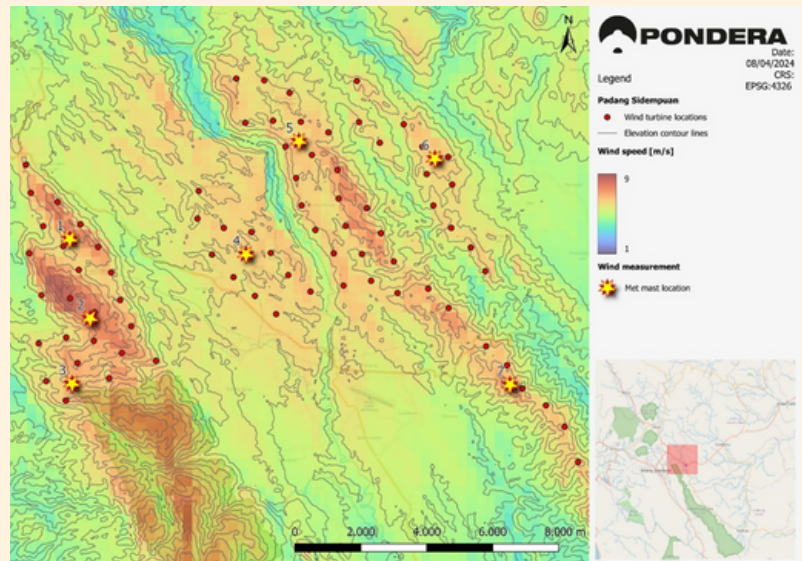 N
PONDERA
Date:
08/04/2024
CRS:
EPSG:4326
Legend
Padang Sidempuan
Wind turbine locations
Elevation contour lines
Wind speed [m/s]
9
1
Wind measurement
Met mast location
5
6
1
4
2
3
7
0 2.000 4.000 6.000 8.000 m